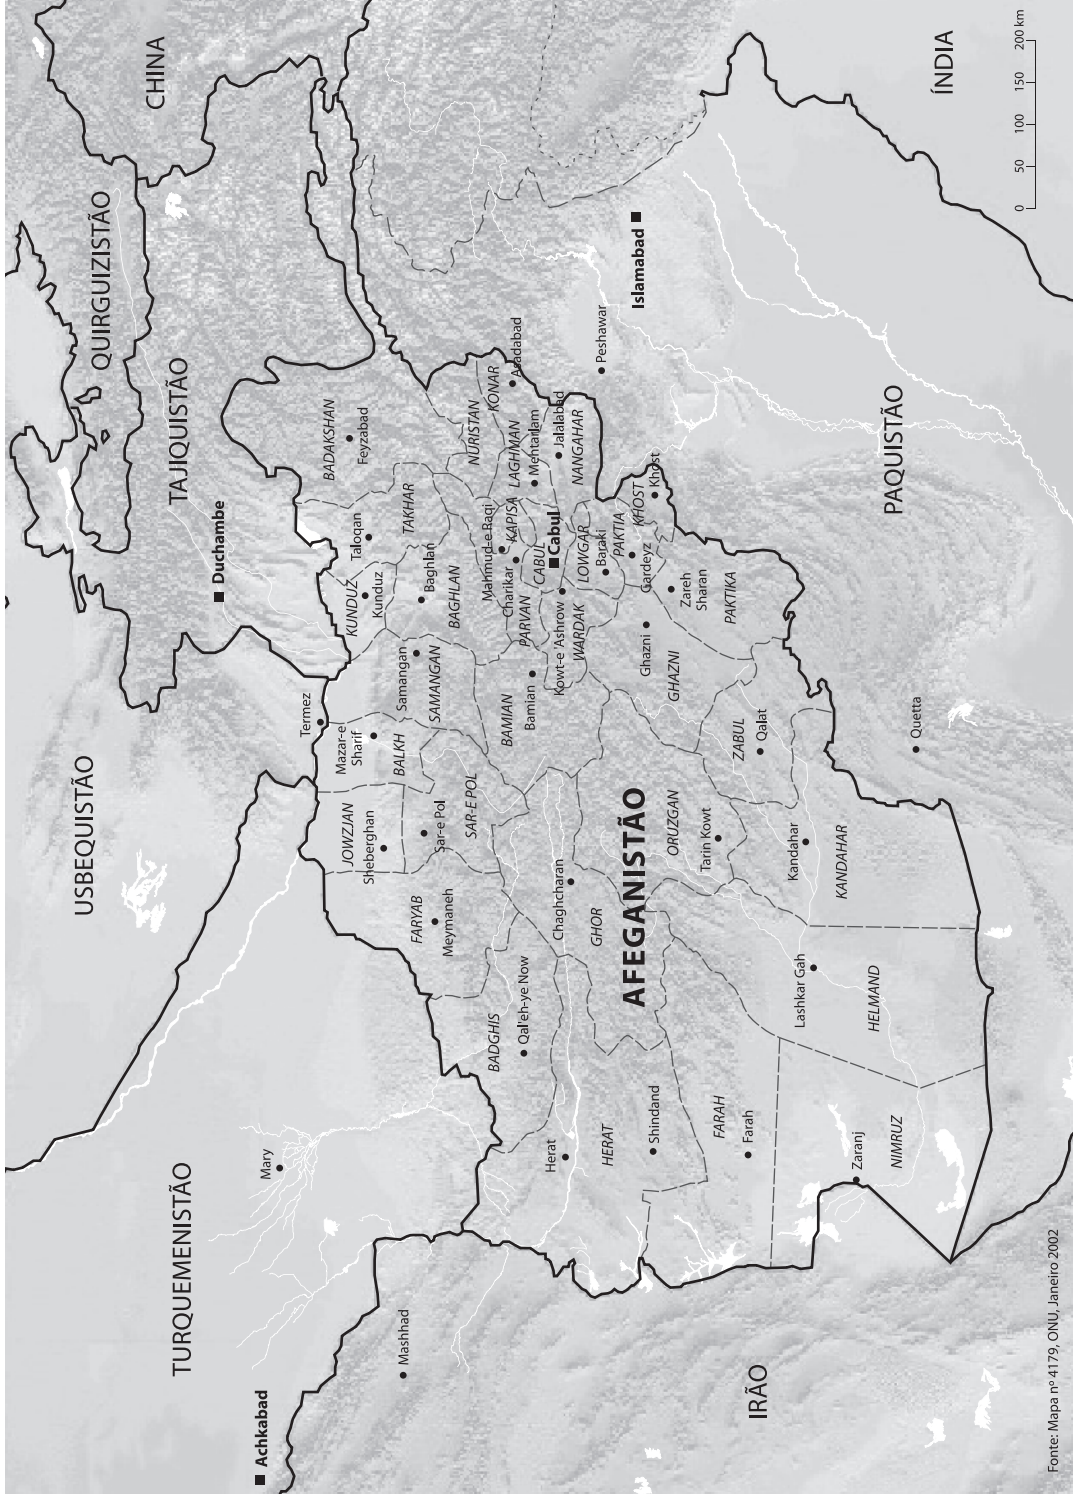 CHINA
ÍNDIA
QUIRGUIZISTÃO
TAJIQUISTÃO
USBEQUISTÃO
TURQUEMENISTÃO
IRÃO
PAQUISTÃO
AFEGANISTÃO
Duchambe
Islamabad
Achkabad
Cabul
Termez
Mary
Mashhad
Peshawar
Quetta
BADAKSHAN
Feyzabad
TAKHAR
Taloqan
KUNDUZ
Kunduz
Baghlan
BAGHLAN
Samangan
SAMANGAN
Mazar-e
Sharif
BALKH
JOWZJAN
Sheberghan
Sar-e Pol
SAR-E POL
FARYAB
Meymaneh
BADGHIS
Qal'eh-ye Now
NURISTAN
KONAR
Asadabad
LAGHMAN
Mehtarlam
Jalalabad
NANGAHAR
Mahmud-e Raqi
KAPISA
Charikar
CABUL
PARVAN
Kowt-e 'Ashrow
WARDAK
LOWGAR
Baraki
PAKTIA
KHOST
Khost
Gardeyz
Zareh
Sharan
PAKTIKA
Ghazni
GHAZNI
BAMIAN
Bamian
ZABUL
Qalat
Chaghcharan
GHOR
ORUZGAN
Tarin Kowt
Kandahar
KANDAHAR
Lashkar Gah
HELMAND
Herat
HERAT
Shindand
FARAH
Farah
Zaranj
NIMRUZ
0 50 100 150 200 km
Fonte: Mapa nº 4179, ONU, Janeiro 2002